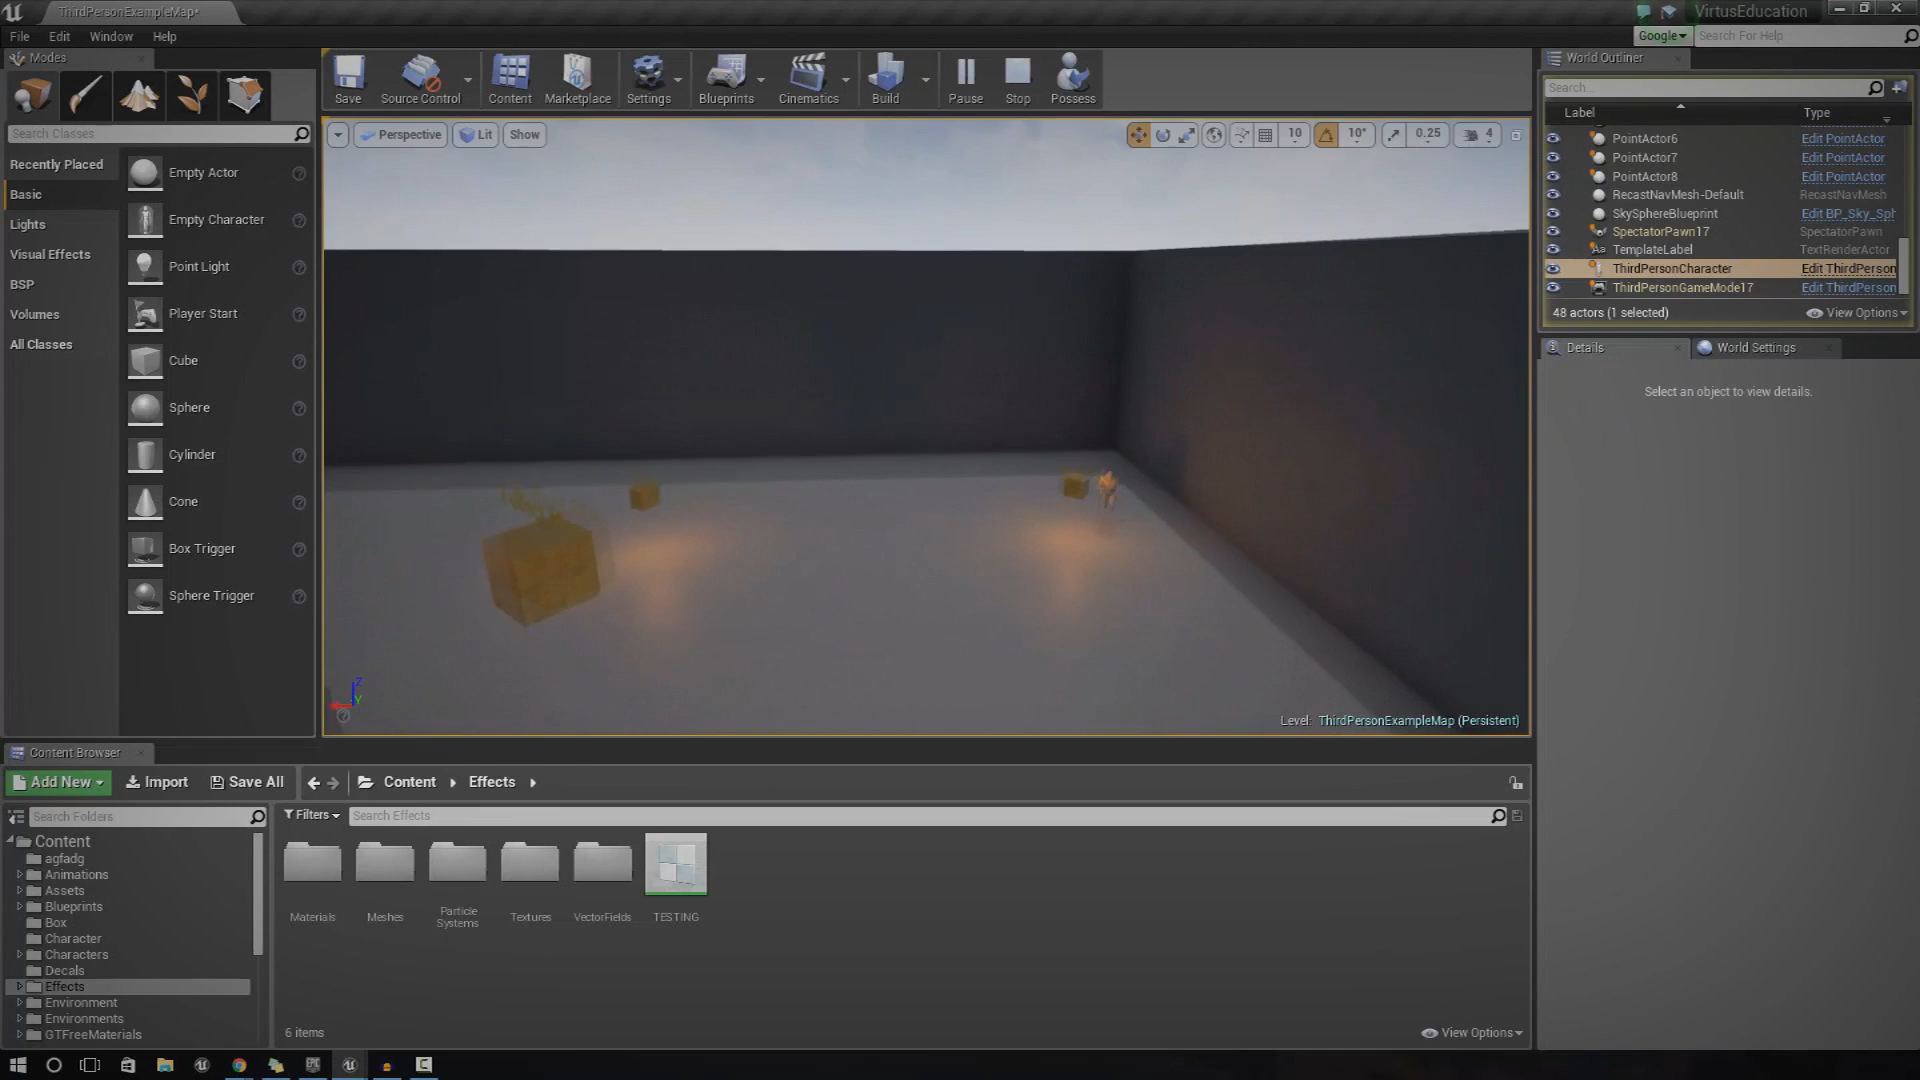 ThirdPersonExampleMap*
VirtusEducation
File Edit Window Help
Google
Search For Help
Modes
Save
Source Control
Content
Marketplace
Settings
Blueprints
Cinematics
Build
Pause
Stop
Possess
World Outliner
Search...
Label Type
PointActor6 Edit PointActor
PointActor7 Edit PointActor
PointActor8 Edit PointActor
RecastNavMesh-Default RecastNavMesh
SkySphereBlueprint Edit BP_Sky_Sph
SpectatorPawn17 SpectatorPawn
TemplateLabel TextRenderActor
ThirdPersonCharacter Edit ThirdPerson
ThirdPersonGameMode17 Edit ThirdPerson
48 actors (1 selected) View Options
Details
World Settings
Select an object to view details.
Search Classes
Recently Placed
Basic
Lights
Visual Effects
BSP
Volumes
All Classes
Empty Actor
Empty Character
Point Light
Player Start
Cube
Sphere
Cylinder
Cone
Box Trigger
Sphere Trigger
Perspective
Lit
Show
10
10°
0.25
4
Z
Y
Level: ThirdPersonExampleMap (Persistent)
Content Browser
Add New
Import
Save All
Content
Effects
Search Folders
Filters
Search Effects
Content
agfadg
Animations
Assets
Blueprints
Box
Character
Characters
Decals
Effects
Environment
Environments
GTFreeMaterials
Materials
Meshes
Particle
Systems
Textures
VectorFields
TESTING
6 items
View Options